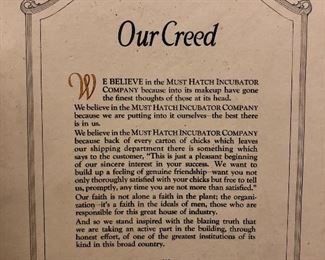 Our Creed
WE BELIEVE in the MUST HATCH INCUBATOR
COMPANY because into its makeup have gone
the finest thoughts of those at its head.
We believe in the MUST HATCH INCUBATOR COMPANY
because we are putting into it ourselves-the best there
is in us.
We believe in the MUST HATCH INCUBATOR COMPANY
because back of every carton of chicks which leaves
our shipping department there is something which
says to the customer, "This is just a pleasant beginning
of our sincere interest in your success. We want to
build up a feeling of genuine friendship-want you not
only thoroughly satisfied with your chicks but free to tell
us, promptly, any time you are not more than satisfied."
Our faith is not alone a faith in the plant; the organ-
ization-it's a faith in the ideals of men, those who are
responsible for this great house of industry.
And so we stand inspired with the blazing truth that
we are taking an active part in the building, through
honest effort, of one of the greatest institutions of its
kind in this broad country.